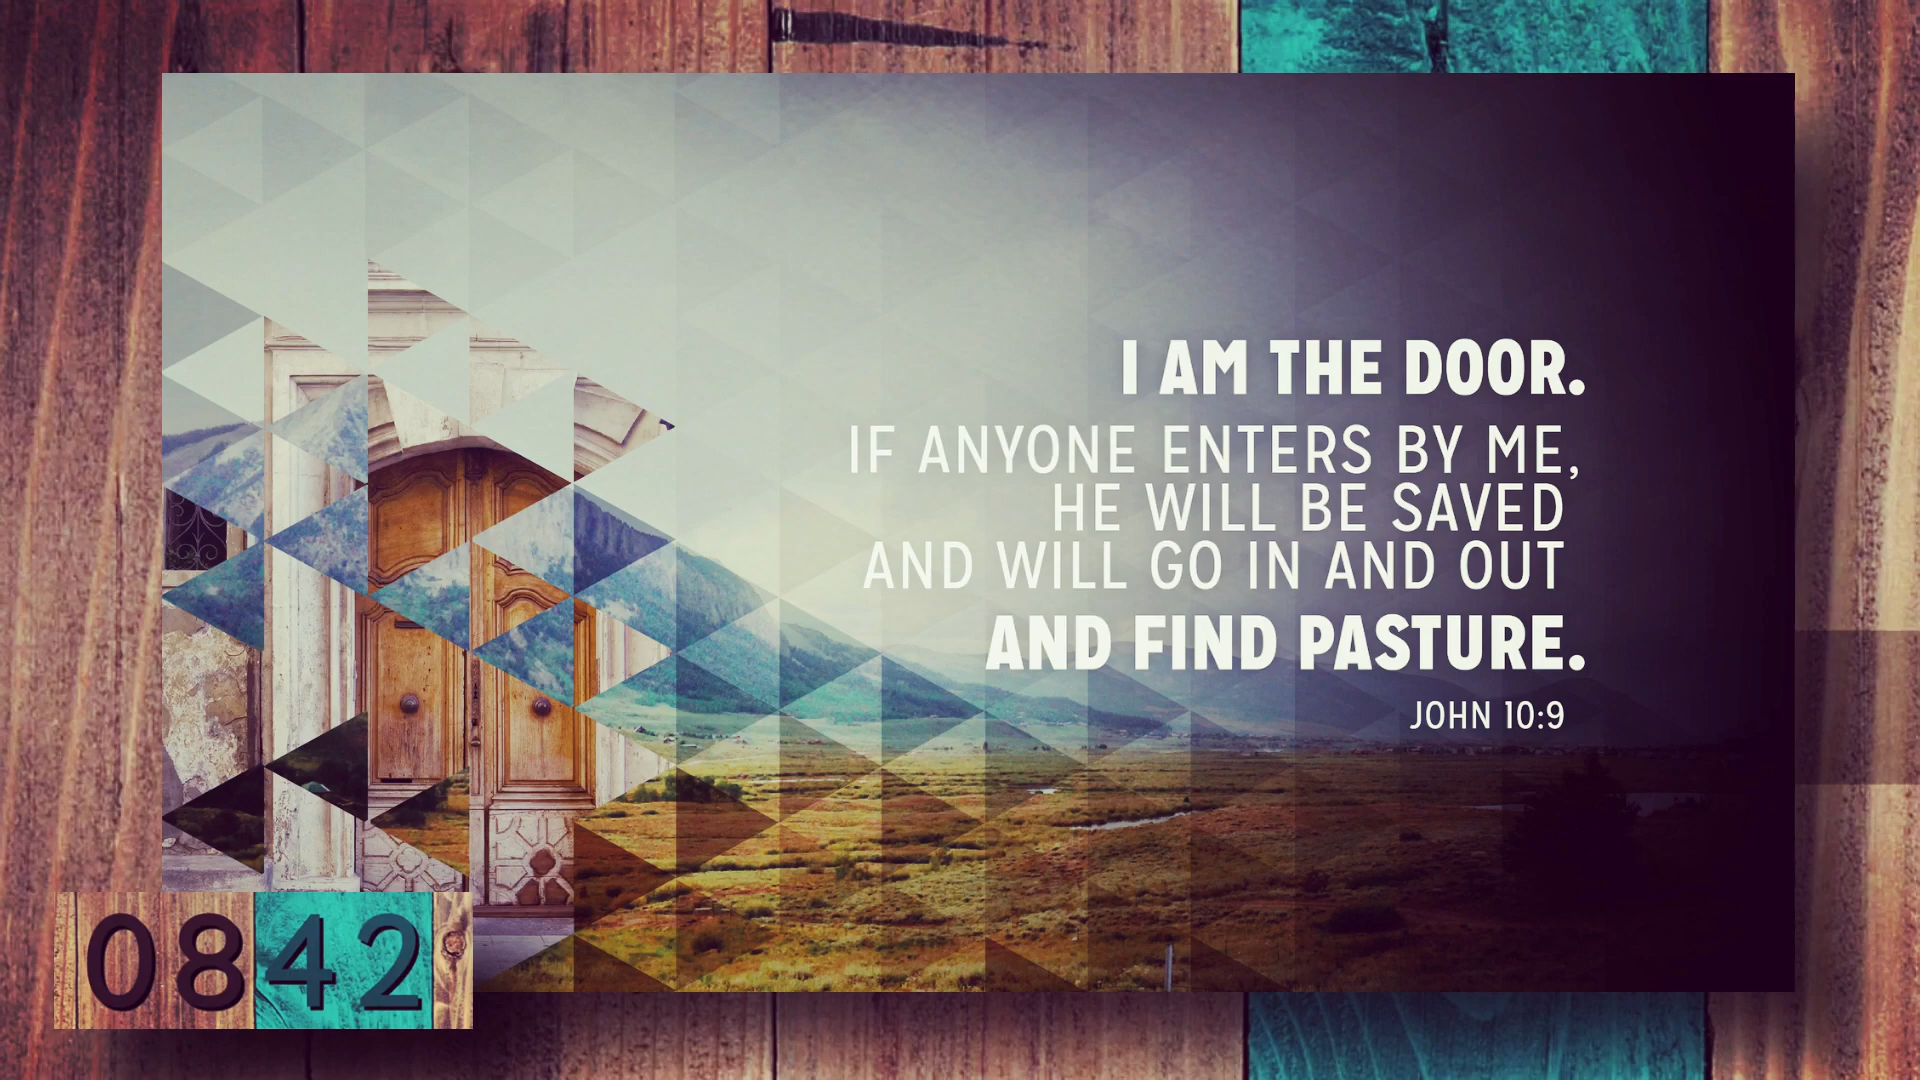 I AM THE DOOR.
IF ANYONE ENTERS BY ME,
HE WILL BE SAVED
AND WILL GO IN AND OUT
AND FIND PASTURE.
JOHN 10:9
0842